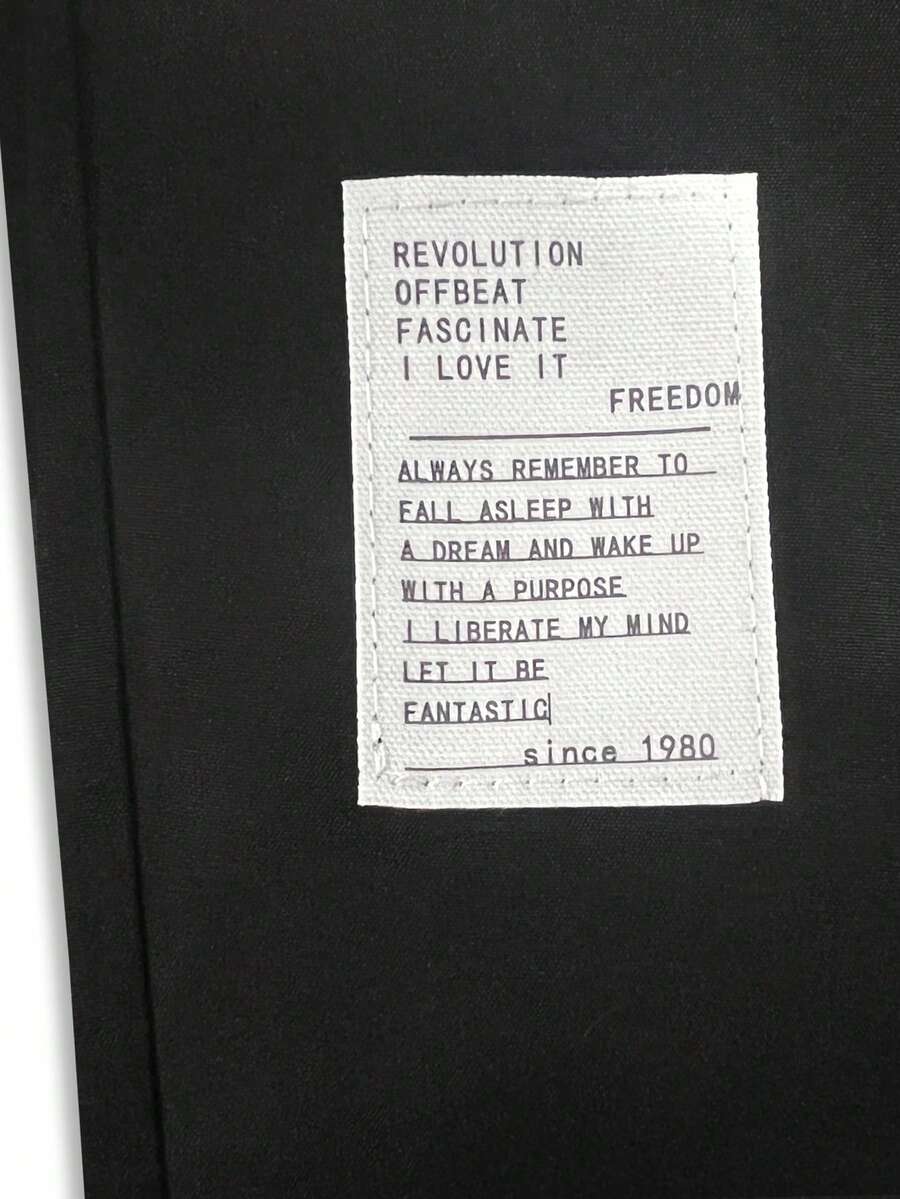 REVOLUTION
OFFBEAT
FASCINATE
I LOVE IT
FREEDOM
ALWAYS REMEMBER TO
FALL ASLEEP WITH
A DREAM AND WAKE UP
WITH A PURPOSE
I LIBERATE MY MIND
LET IT BE
FANTASTIC
since 1980